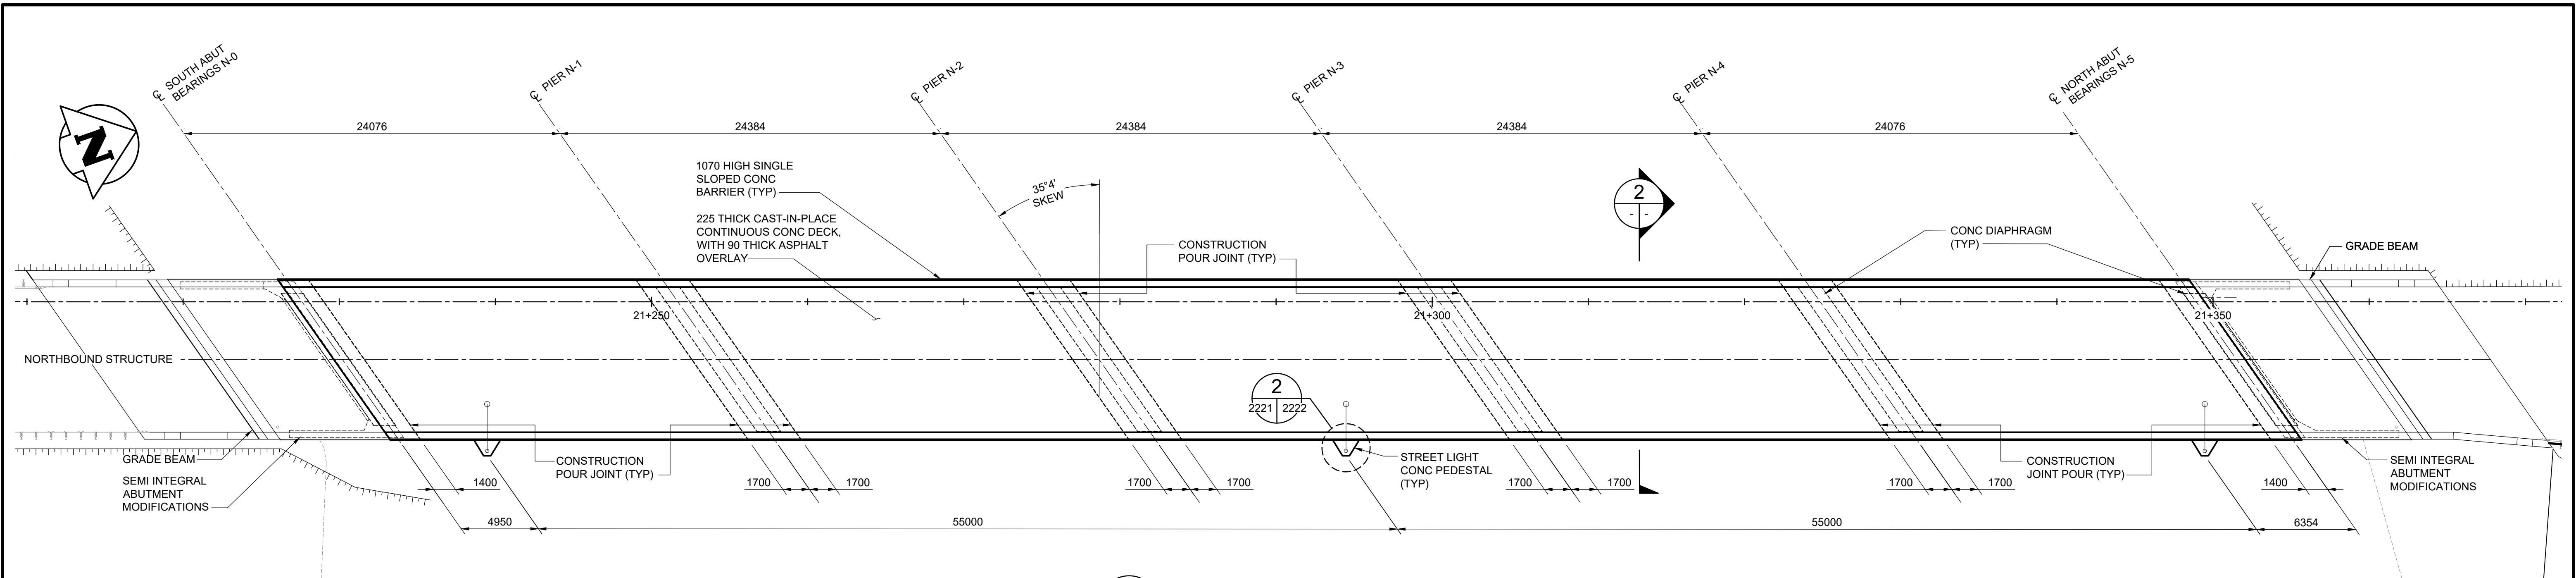 ℄ SOUTH ABUT
BEARINGS N-0
℄ PIER N-1
℄ PIER N-2
℄ PIER N-3
℄ PIER N-4
℄ NORTH ABUT
BEARINGS N-5
N
24076
24384
24384
24384
24076
1070 HIGH SINGLE
SLOPED CONC
BARRIER (TYP)
35°4'
SKEW
2
- -
225 THICK CAST-IN-PLACE
CONTINUOUS CONC DECK,
WITH 90 THICK ASPHALT
OVERLAY
CONSTRUCTION
POUR JOINT (TYP)
CONC DIAPHRAGM
(TYP)
GRADE BEAM
21+250
21+300
21+350
NORTHBOUND STRUCTURE
2
2221 2222
GRADE BEAM
SEMI INTEGRAL
ABUTMENT
MODIFICATIONS
CONSTRUCTION
POUR JOINT (TYP)
STREET LIGHT
CONC PEDESTAL
(TYP)
CONSTRUCTION
JOINT POUR (TYP)
SEMI INTEGRAL
ABUTMENT
MODIFICATIONS
1400
1700
1700
1700
1700
1700
1700
1700
1700
1400
4950
55000
55000
6354